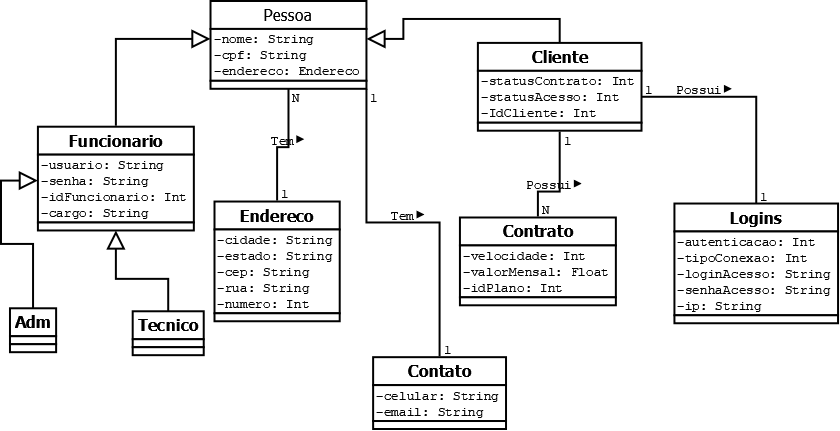 Pessoa
-nome: String
-cpf: String
-endereco: Endereco
N
1
Tem
1
Cliente
-statusContrato: Int
-statusAcesso: Int
-IdCliente: Int
1
Possui
1
1
Possui
N
Funcionario
-usuario: String
-senha: String
-idFuncionario: Int
-cargo: String
Endereco
-cidade: String
-estado: String
-cep: String
-rua: String
-numero: Int
Tem
1
Contrato
-velocidade: Int
-valorMensal: Float
-idPlano: Int
Logins
-autenticacao: Int
-tipoConexao: Int
-loginAcesso: String
-senhaAcesso: String
-ip: String
Adm
Tecnico
Contato
-celular: String
-email: String